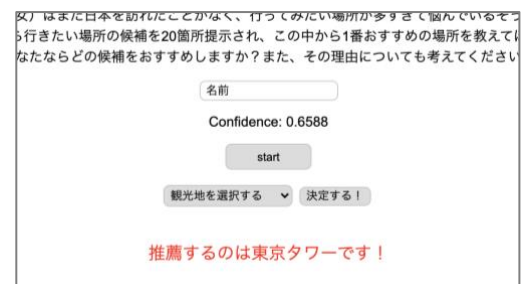 女）はまだ日本を訪れたことがなく、行ってみたい場所が多すぎて悩んでいるそう
ら行きたい場所の候補を20箇所提示され、この中から1番おすすめの場所を教えて
なたならどの候補をおすすめしますか？また、その理由についても考えてください
名前
Confidence: 0.6588
start
観光地を選択する 決定する！
推薦するのは東京タワーです！